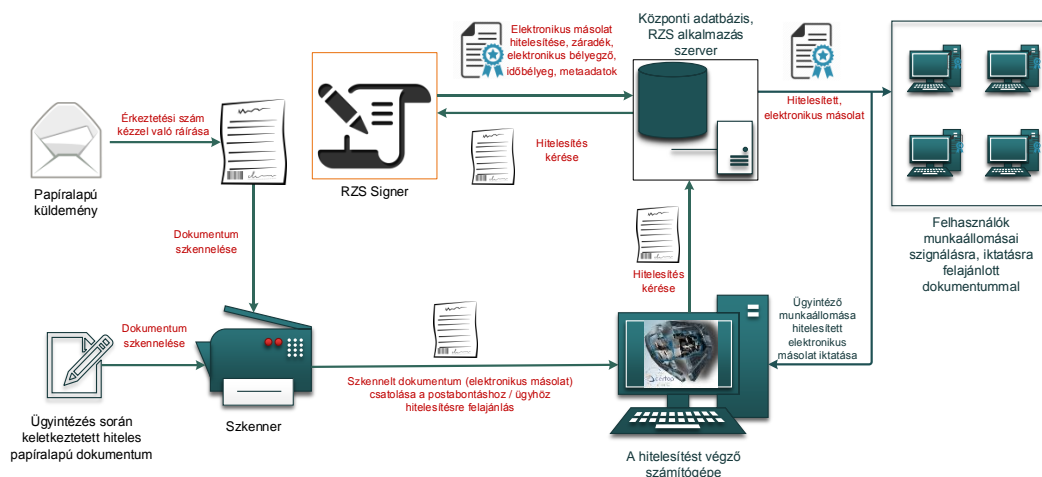 Elektronikus másolat
hitelesítése, záradék,
elektronikus bélyegző,
időbélyeg, metaadatok
Központi adatbázis,
RZS alkalmazás
szerver
Érkeztetési szám
kézzel való ráírása
Papíralapú
küldemény
RZS Signer
Hitelesítés
kérése
Hitelesített,
elektronikus másolat
Felhasználók
munkaállomásai
szignálásra, iktatásra
felajánlott
dokumentummal
Dokumentum
szkennelése
Hitelesítés
kérése
Ügyintéző
munkaállomása
hitelesített
elektronikus
másolat iktatása
Dokumentum
szkennelése
Szkennelt dokumentum (elektronikus másolat)
csatolása a postabontáshoz / ügyhöz
hitelesítésre felajánlás
Ügyintézés során
keletkeztetett hiteles
papíralapú dokumentum
Szkenner
certop
A hitelesítést végző
számítógépe